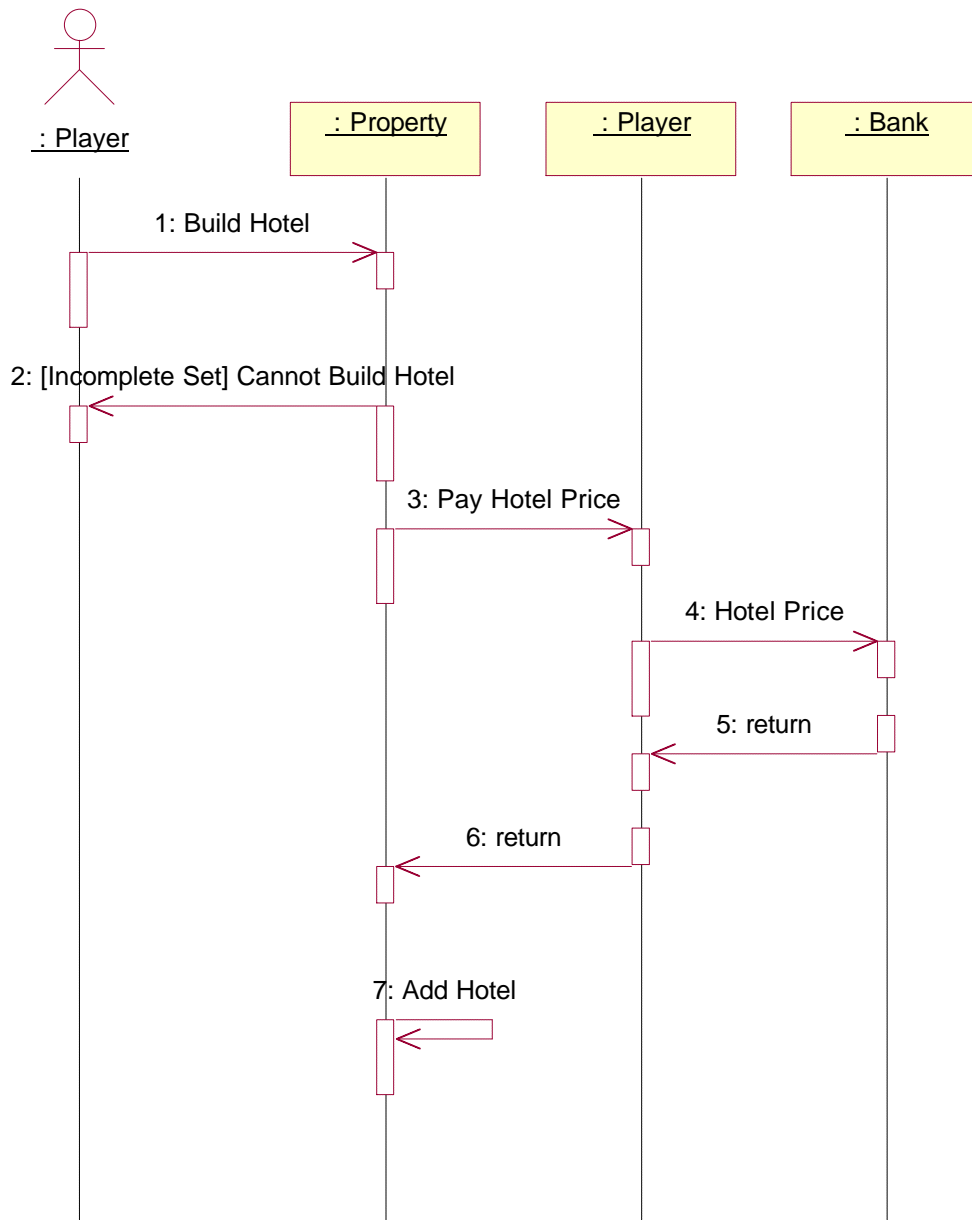 : Player
: Property
: Player
: Bank
1: Build Hotel
2: [Incomplete Set] Cannot Build Hotel
3: Pay Hotel Price
4: Hotel Price
5: return
6: return
7: Add Hotel